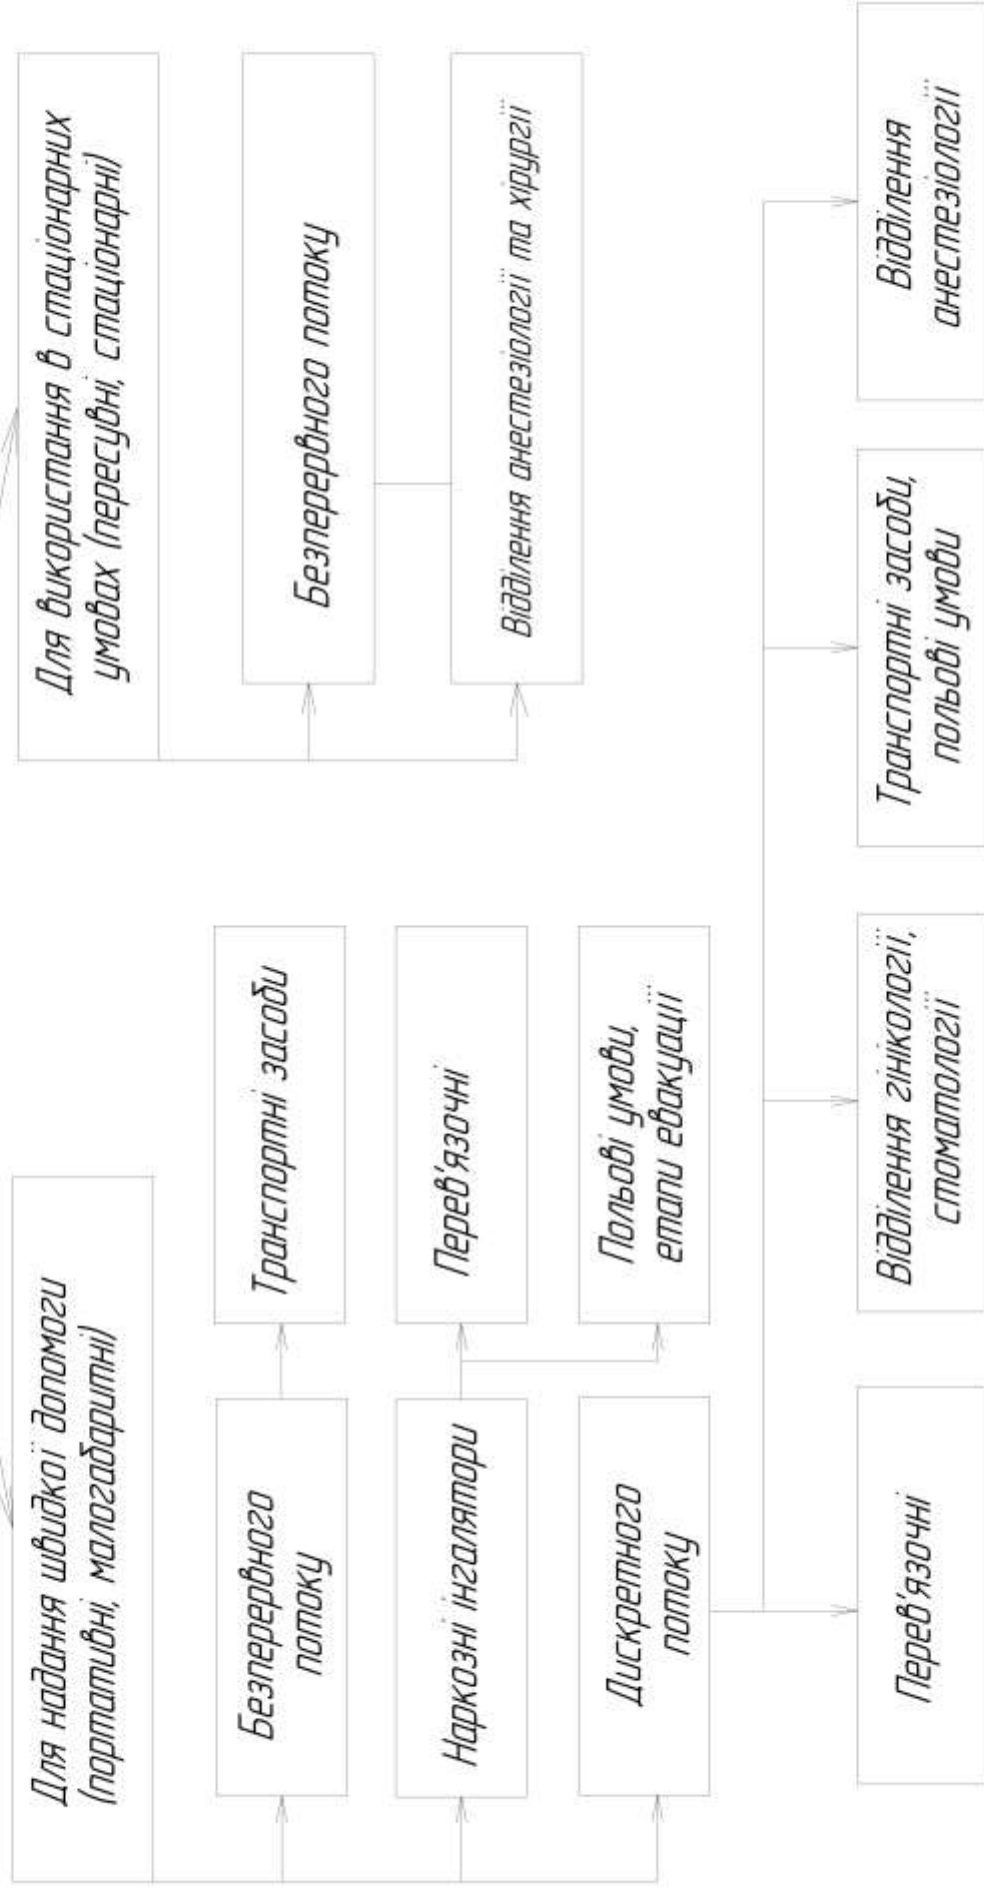 Для надання швидкої допомоги
(портативні, малогабаритні)
Для використання в стаціонарних
умовах (пересувні, стаціонарні)
Безперервного
потоку
Транспортні засоби
Безперервного потоку
Наркозні інгалятори
Перев'язочні
Відділення анестезіології та хірургії
Дискретного
потоку
Польові умови,
етапи евакуації
Перев'язочні
Відділення гінікології,
стоматології
Транспортні засоби,
польові умови
Відділення
анестезіології